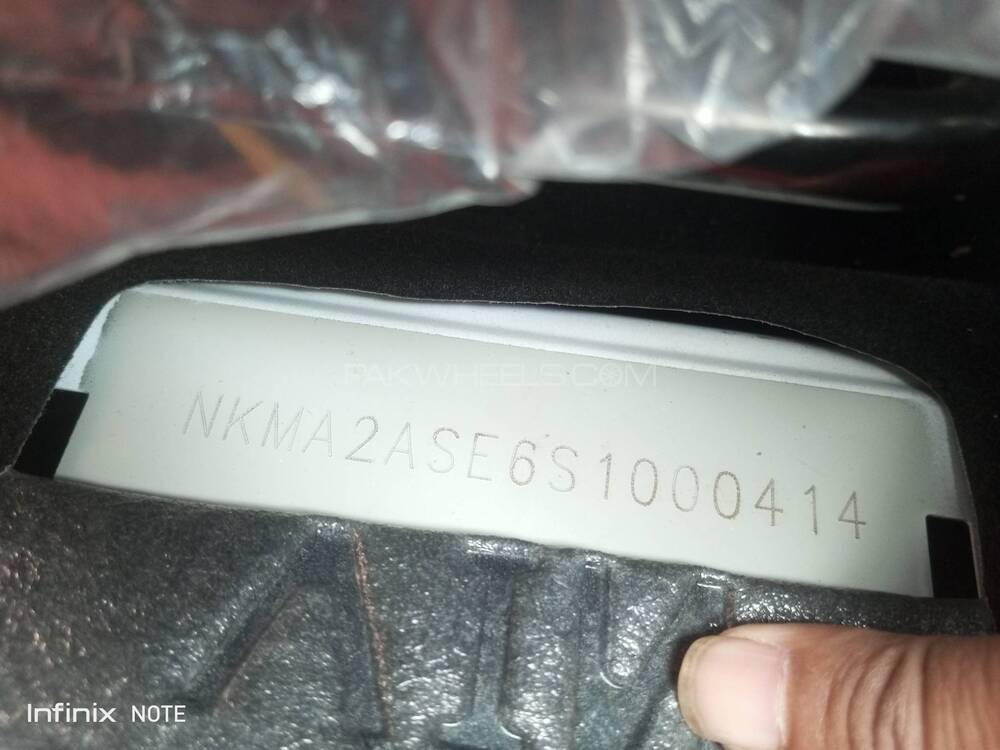 PAKWHEELS.COM
NKMA2ASE6S1000414
Infinix NOTE